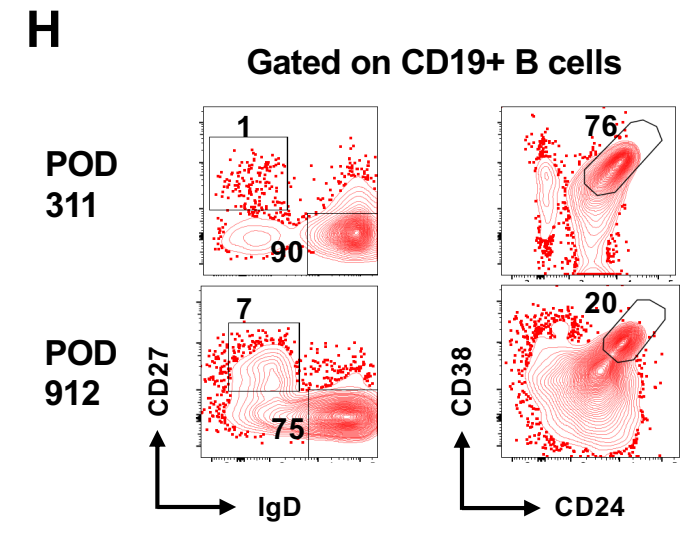 H
Gated on CD19+ B cells
POD
311
1
90
76
POD
912
7
75
20
CD27
IgD
CD38
CD24